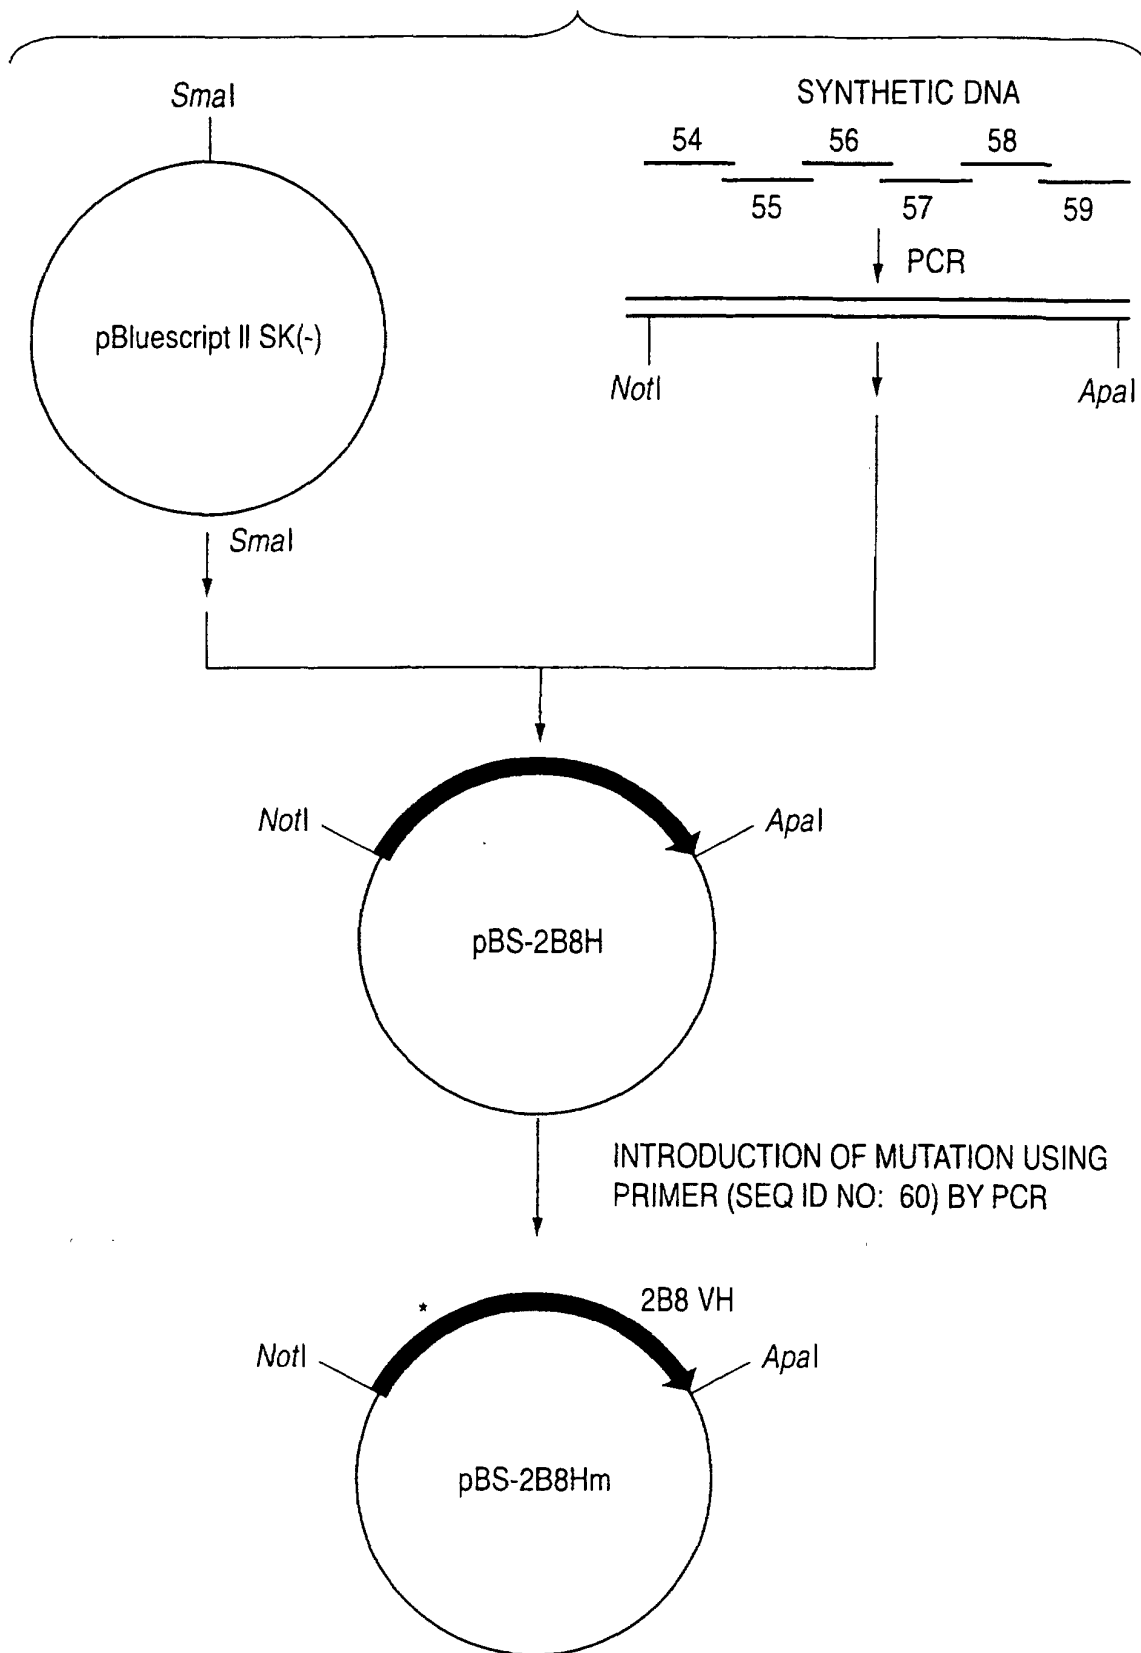 SmaI
pBluescript II SK(-)
SmaI
SYNTHETIC DNA
54 56 58
55 57 59
PCR
NotI ApaI
NotI ApaI
pBS-2B8H
INTRODUCTION OF MUTATION USING
PRIMER (SEQ ID NO: 60) BY PCR
* 2B8 VH
NotI ApaI
pBS-2B8Hm